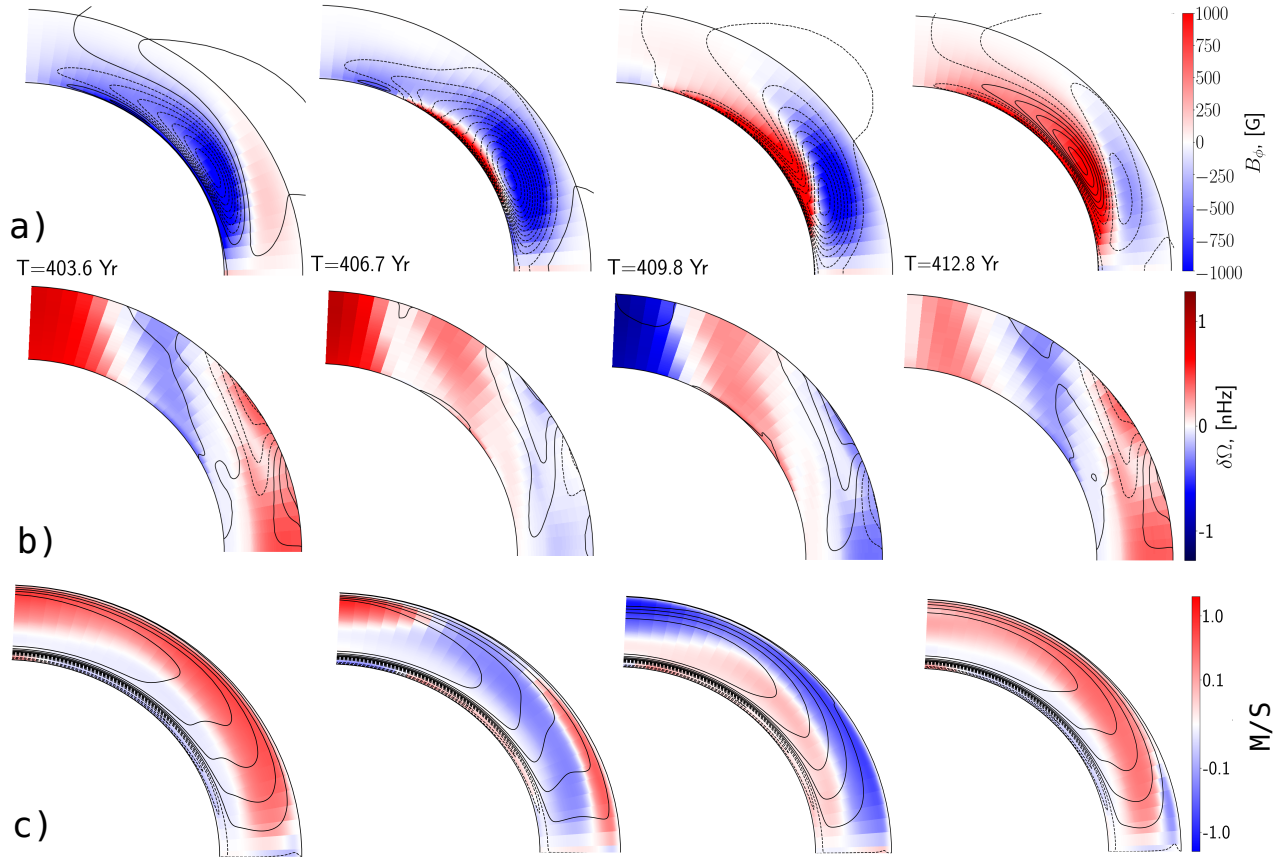 1000
750
500
250
0
−250
−500
−750
−1000
B_ϕ, [G]
a)
T=403.6 Yr
T=406.7 Yr
T=409.8 Yr
T=412.8 Yr
1
0
-1
δΩ, [nHz]
b)
1.0
0.1
-0.1
-1.0
M/S
c)